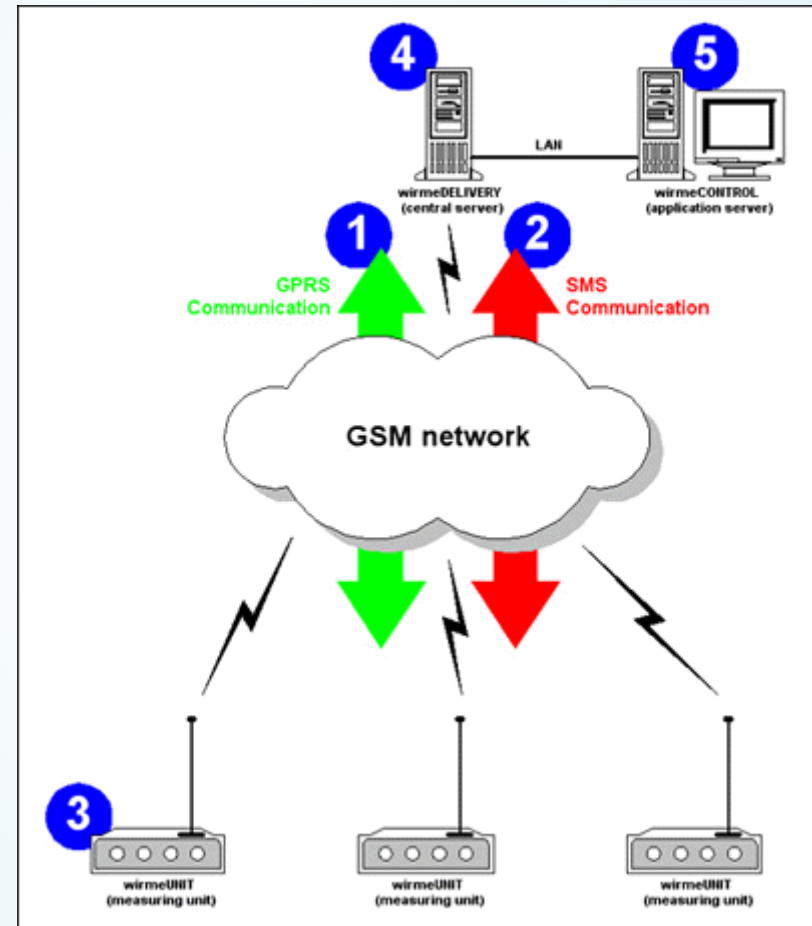 4
5
LAN
wirmeDELIVERY
(central server)
wirmeCONTROL
(application server)
1
2
GPRS
Communication
SMS
Communication
GSM network
3
wirmeUNIT
(measuring unit)
wirmeUNIT
(measuring unit)
wirmeUNIT
(measuring unit)